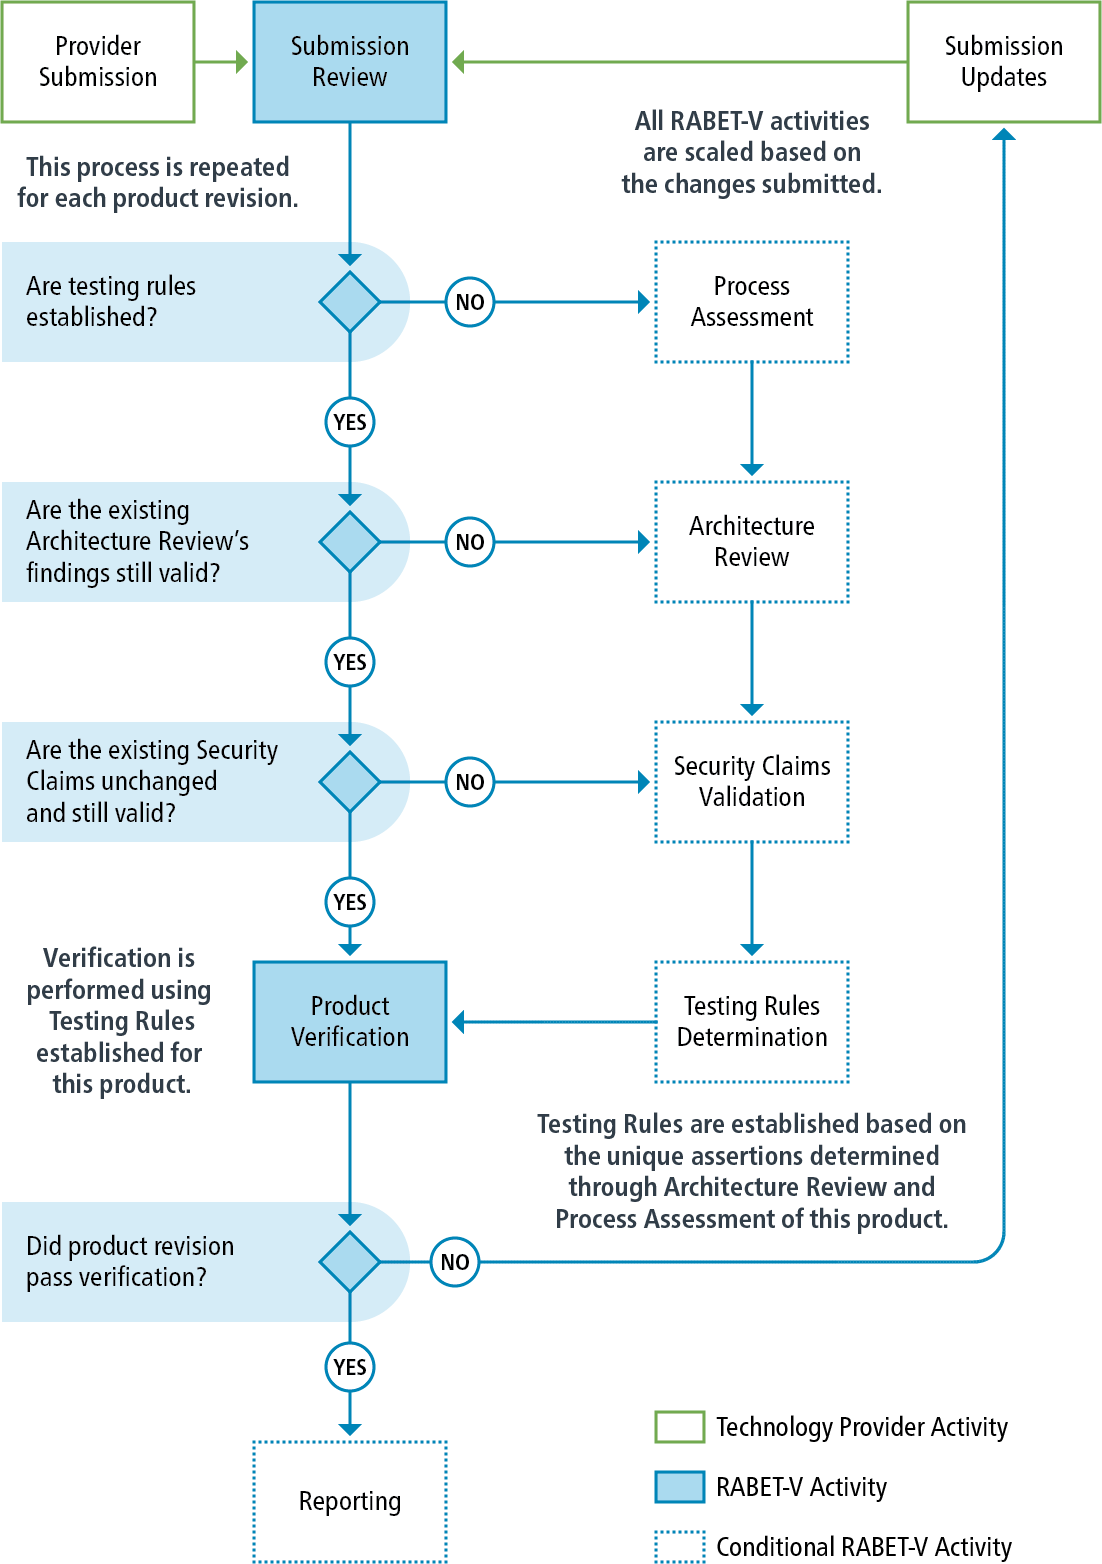 Provider
Submission
Submission
Review
Submission
Updates
This process is repeated
for each product revision.
All RABET-V activities
are scaled based on
the changes submitted.
Are testing rules
established?
NO
Process
Assessment
YES
Are the existing
Architecture Review’s
findings still valid?
NO
Architecture
Review
YES
Are the existing Security
Claims unchanged
and still valid?
NO
Security Claims
Validation
YES
Verification is
performed using
Testing Rules
established for
this product.
Product
Verification
Testing Rules
Determination
Testing Rules are established based on
the unique assertions determined
through Architecture Review and
Process Assessment of this product.
Did product revision
pass verification?
NO
YES
Reporting
Technology Provider Activity
RABET-V Activity
Conditional RABET-V Activity